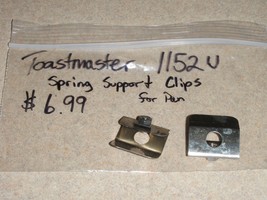 Toastmaster 1152U
Spring Support Clips
for Pan
$6.99